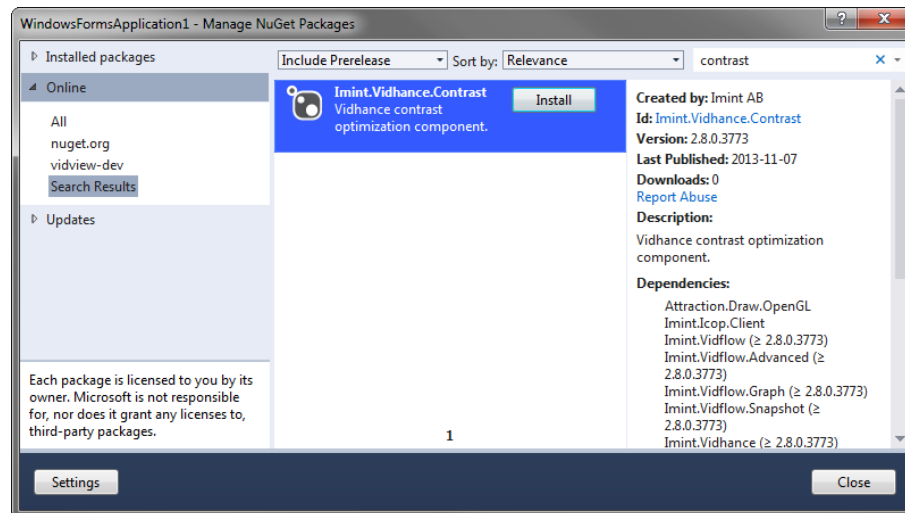 WindowsFormsApplication1 - Manage NuGet Packages
Installed packages
Online
All
nuget.org
vidview-dev
Search Results
Updates
Each package is licensed to you by its
owner. Microsoft is not responsible
for, nor does it grant any licenses to,
third-party packages.
Include Prerelease
Sort by: Relevance
contrast
Imint.Vidhance.Contrast
Vidhance contrast
optimization component.
Install
1
Created by: Imint AB
Id: Imint.Vidhance.Contrast
Version: 2.8.0.3773
Last Published: 2013-11-07
Downloads: 0
Report Abuse
Description:
Vidhance contrast optimization
component.
Dependencies:
Attraction.Draw.OpenGL
Imint.Icop.Client
Imint.Vidflow (≥ 2.8.0.3773)
Imint.Vidflow.Advanced (≥
2.8.0.3773)
Imint.Vidflow.Graph (≥ 2.8.0.3773)
Imint.Vidflow.Snapshot (≥
2.8.0.3773)
Imint.Vidhance (≥ 2.8.0.3773)
Settings
Close